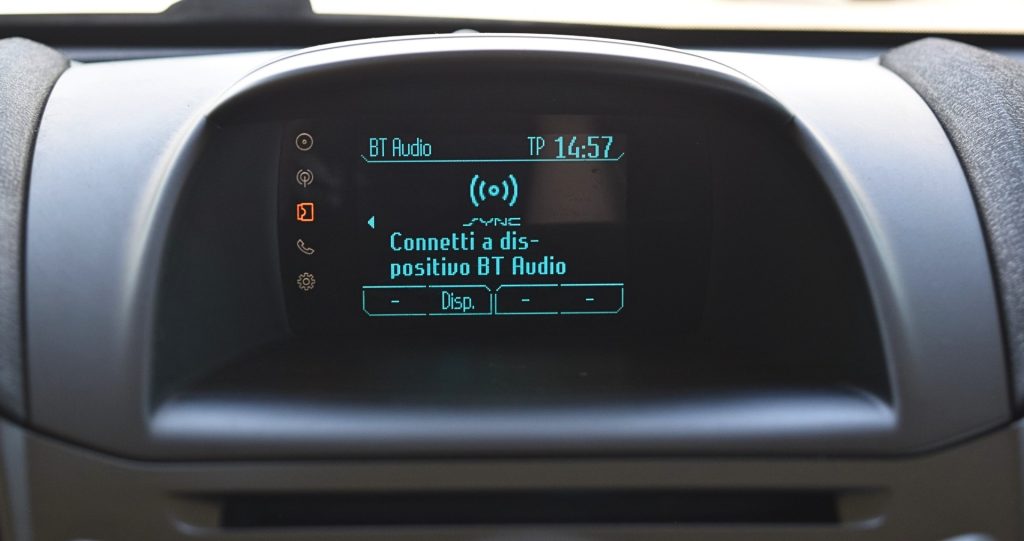 BT Audio TP 14:57
SYNC
Connetti a dis-
positivo BT Audio
- Disp. - -